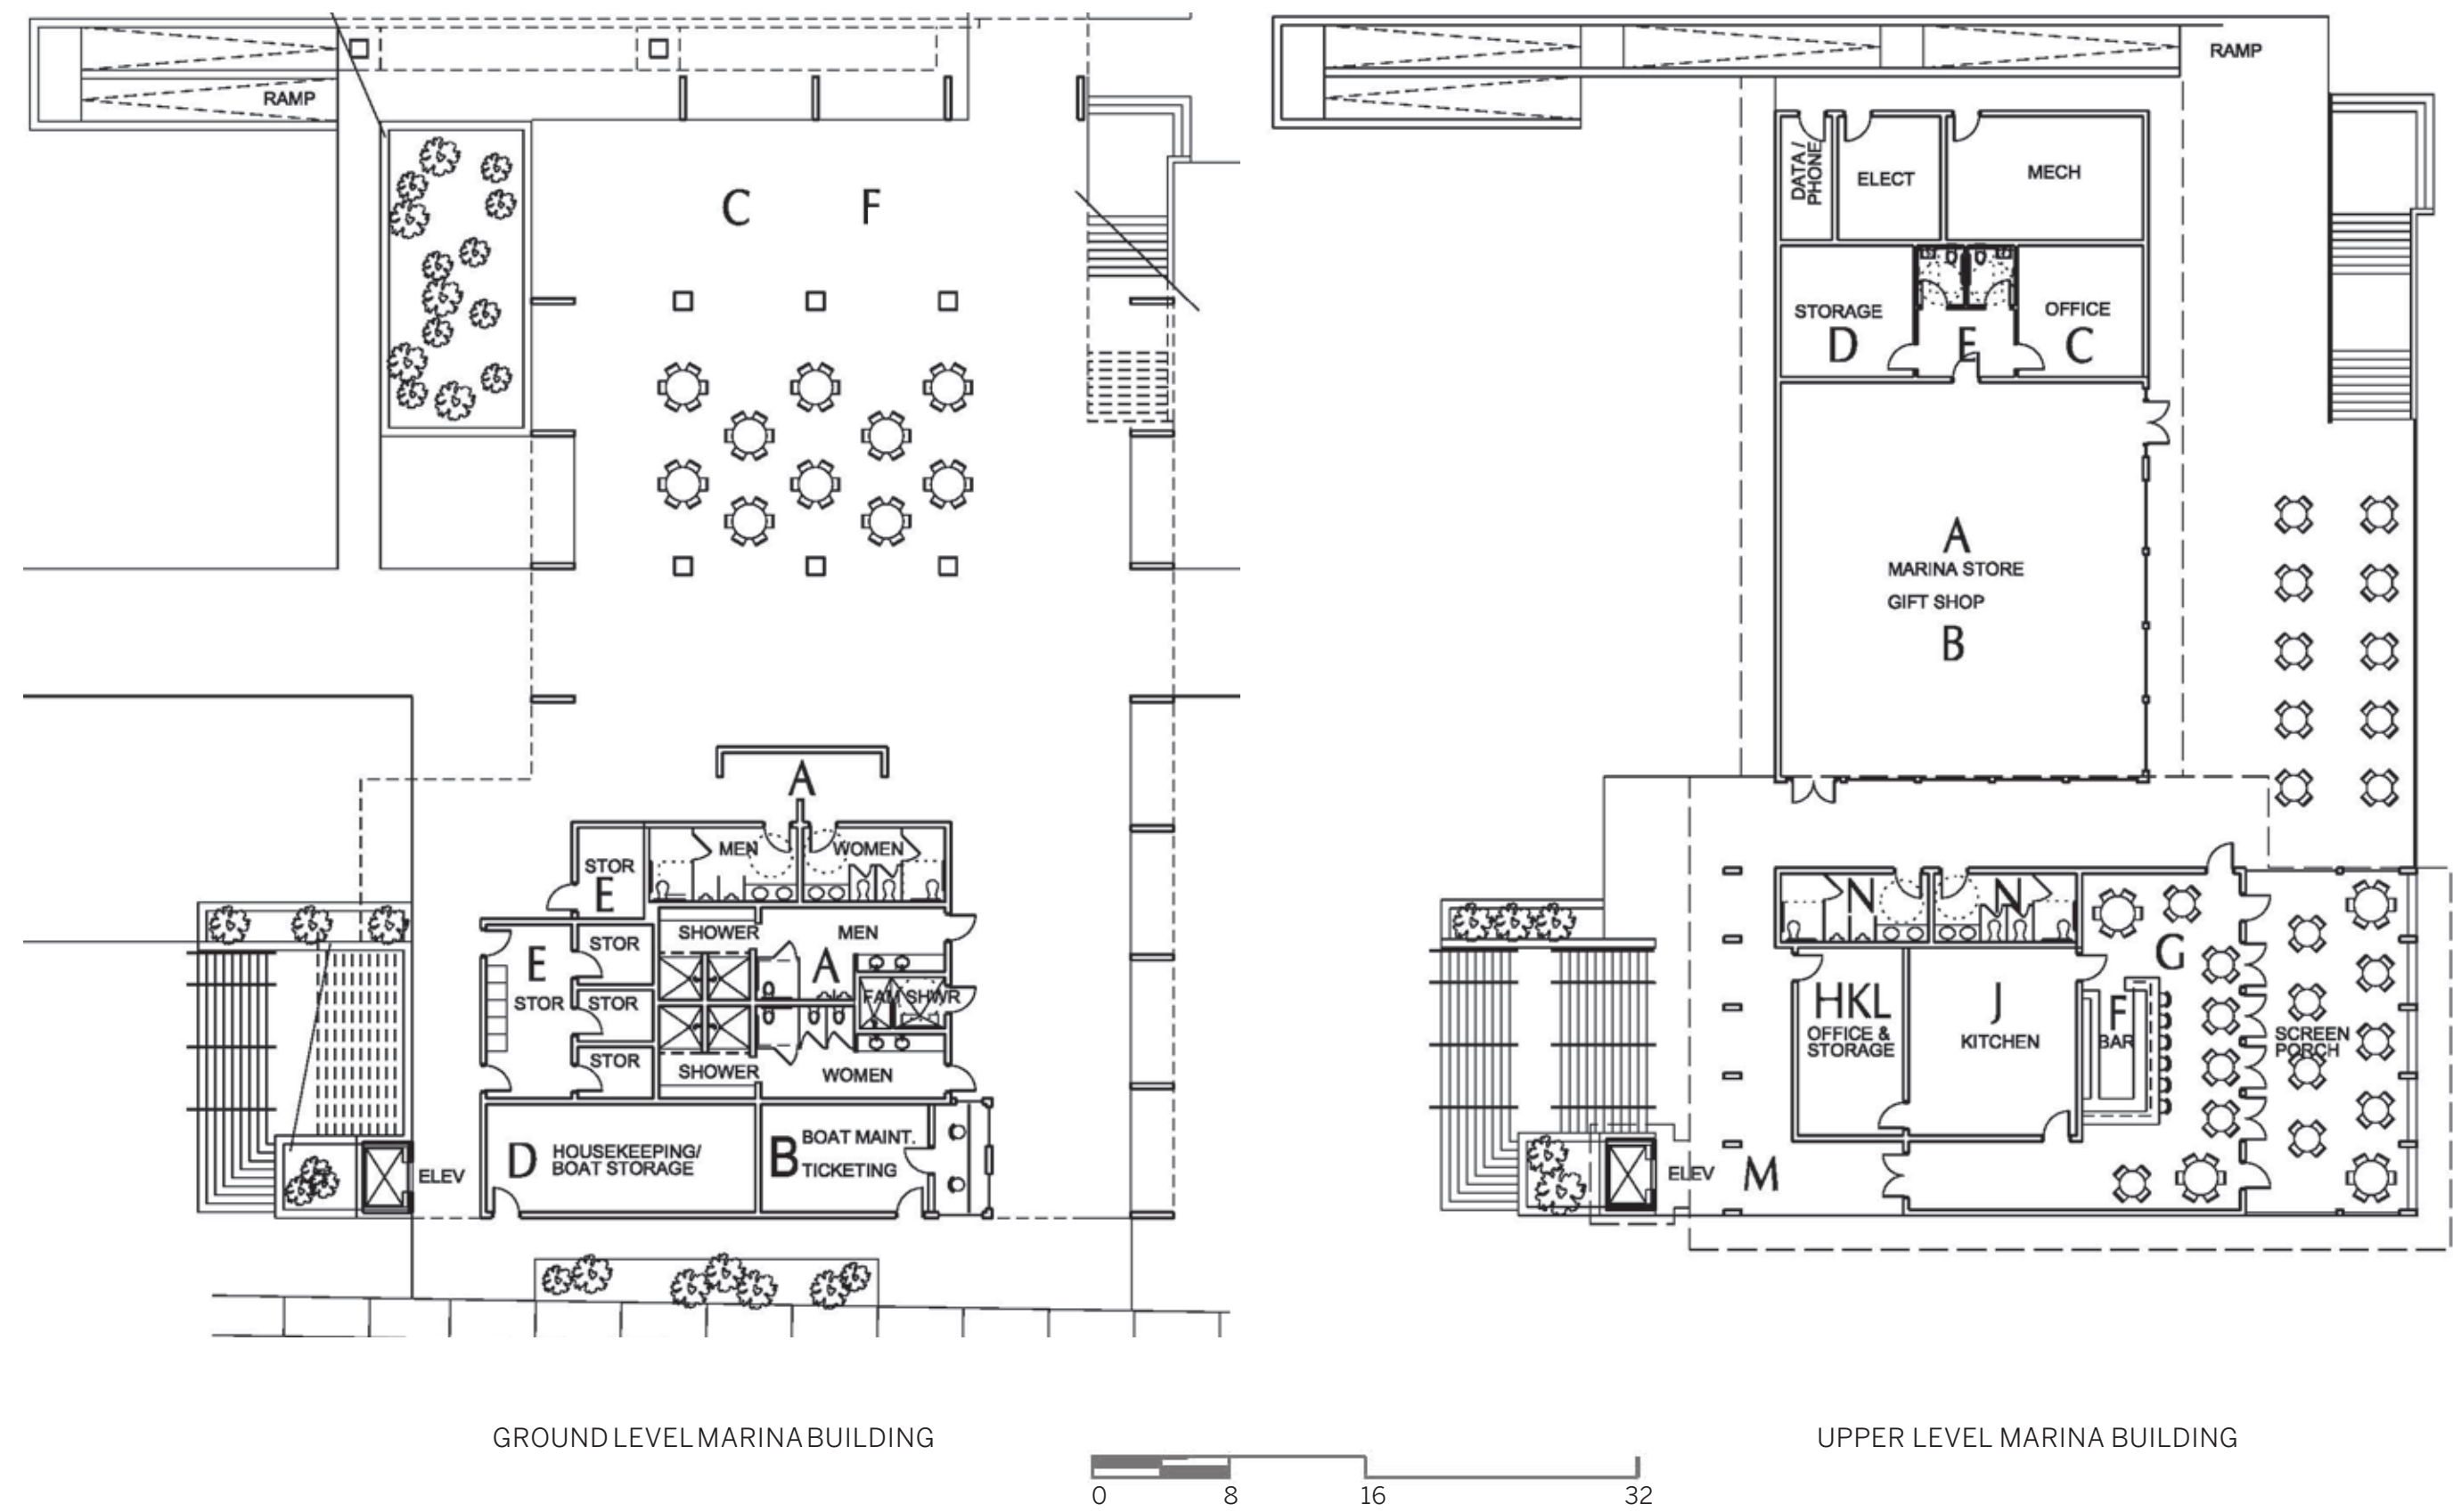 RAMP
C F
A
MEN WOMEN
STOR
E
SHOWER MEN
STOR
E
A
STOR STOR
FAM SHWR
STOR
SHOWER WOMEN
D HOUSEKEEPING/
BOAT STORAGE
B BOAT MAINT.
TICKETING
ELEV
GROUND LEVEL MARINA BUILDING
RAMP
DATA/
PHONE
ELECT
MECH
STORAGE
D
E
OFFICE
C
A
MARINA STORE
GIFT SHOP
B
N N
G
HKL
OFFICE &
STORAGE
J
KITCHEN
F
BAR
SCREEN
PORCH
ELEV
M
UPPER LEVEL MARINA BUILDING
0 8 16 32